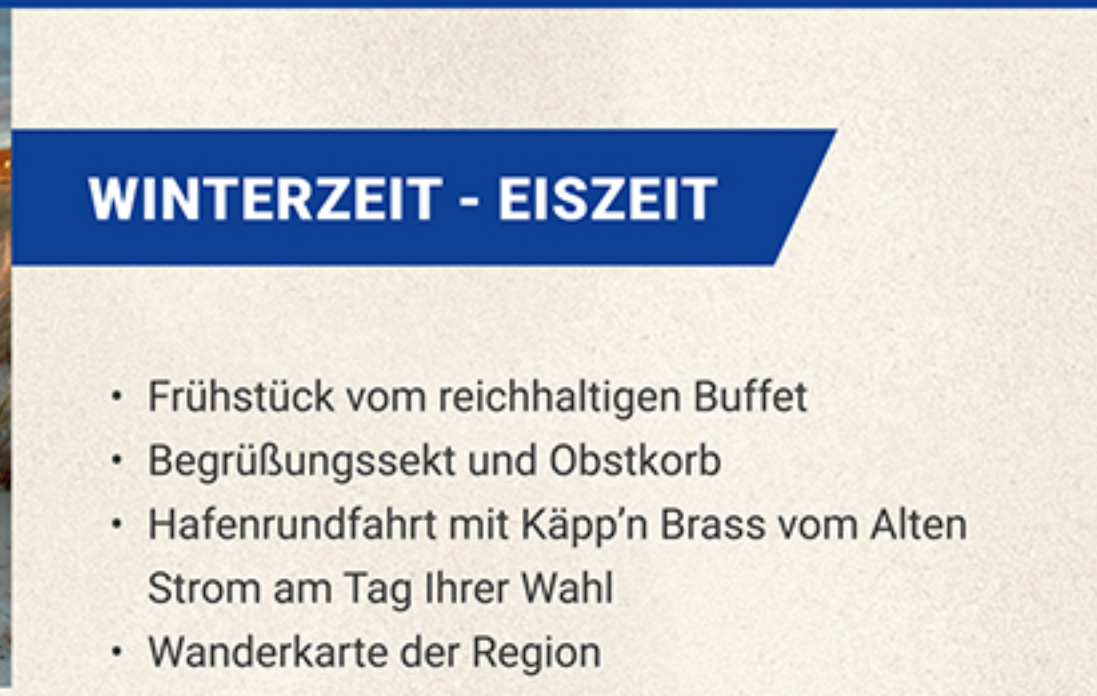 WINTERZEIT - EISZEIT
• Frühstück vom reichhaltigen Buffet
• Begrüßungssekt und Obstkorb
• Hafenrundfahrt mit Käpp’n Brass vom Alten
Strom am Tag Ihrer Wahl
• Wanderkarte der Region